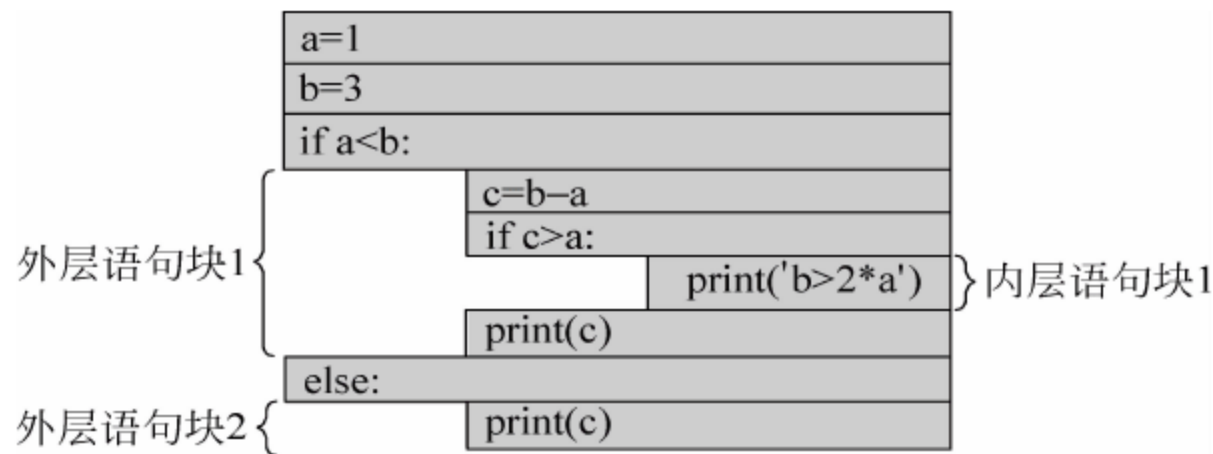 a=1
b=3
if a<b:
c=b−a
if c>a:
外层语句块1
print('b>2*a')
内层语句块1
print(c)
else:
外层语句块2
print(c)